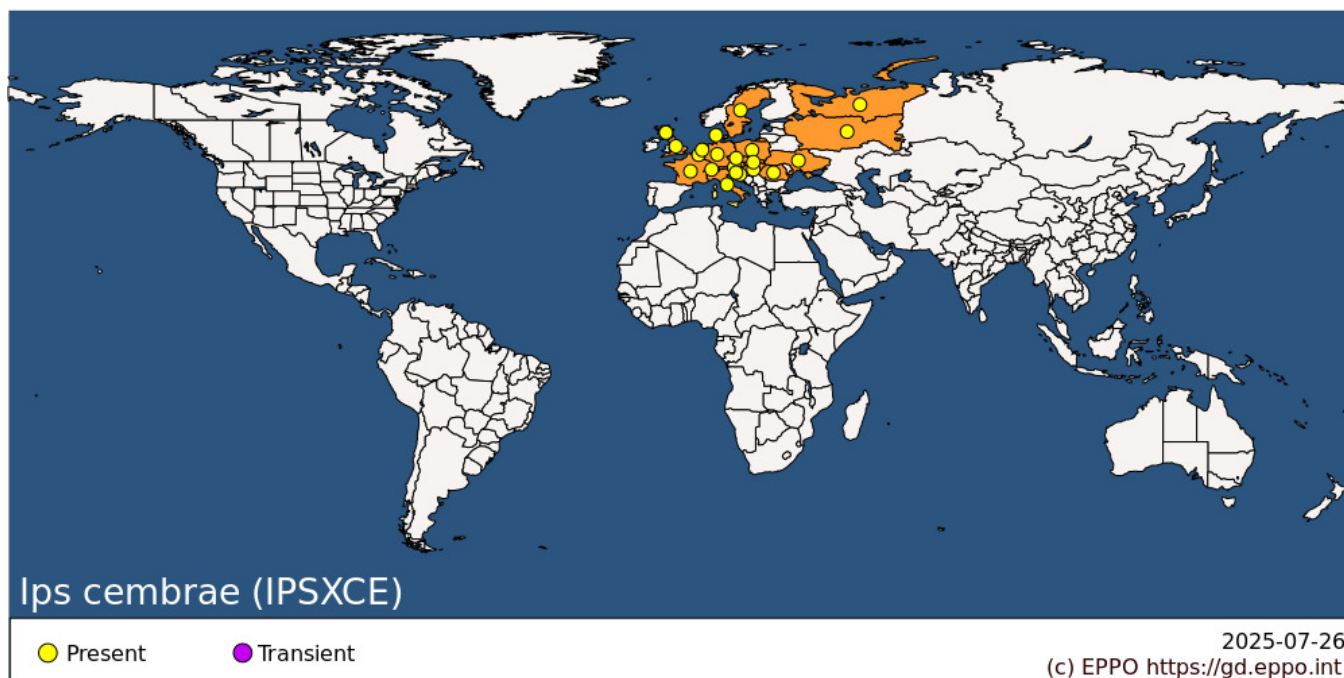 Ips cembrae (IPSXCE)
Present
Transient
2025-07-26
(c) EPPO https://gd.eppo.int